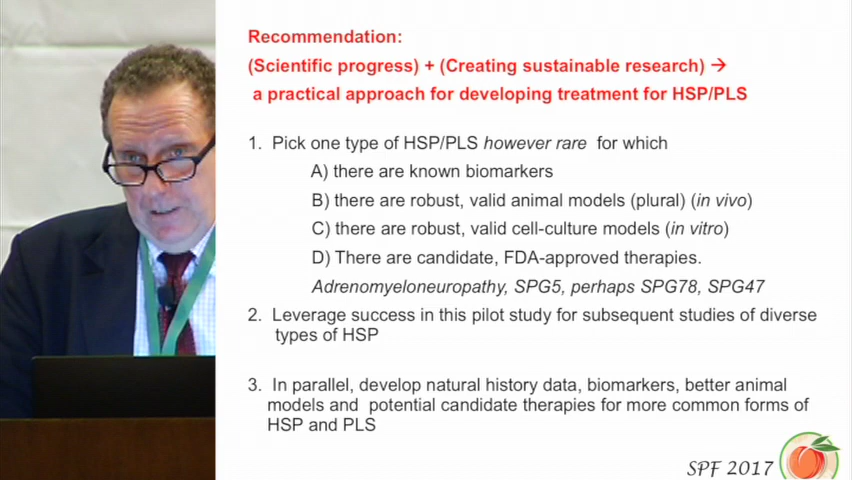 Recommendation:
(Scientific progress) + (Creating sustainable research) →
a practical approach for developing treatment for HSP/PLS
1. Pick one type of HSP/PLS however rare for which
A) there are known biomarkers
B) there are robust, valid animal models (plural) (in vivo)
C) there are robust, valid cell-culture models (in vitro)
D) There are candidate, FDA-approved therapies.
Adrenomyeloneuropathy, SPG5, perhaps SPG78, SPG47
2. Leverage success in this pilot study for subsequent studies of diverse
types of HSP
3. In parallel, develop natural history data, biomarkers, better animal
models and potential candidate therapies for more common forms of
HSP and PLS
SPF 2017